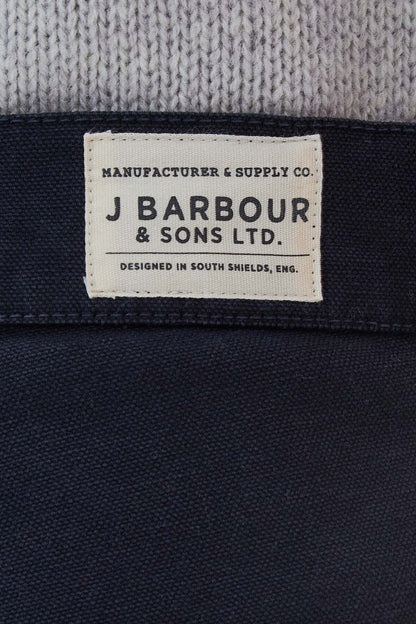 MANUFACTURER & SUPPLY CO.
J BARBOUR
& SONS LTD.
DESIGNED IN SOUTH SHIELDS, ENG.